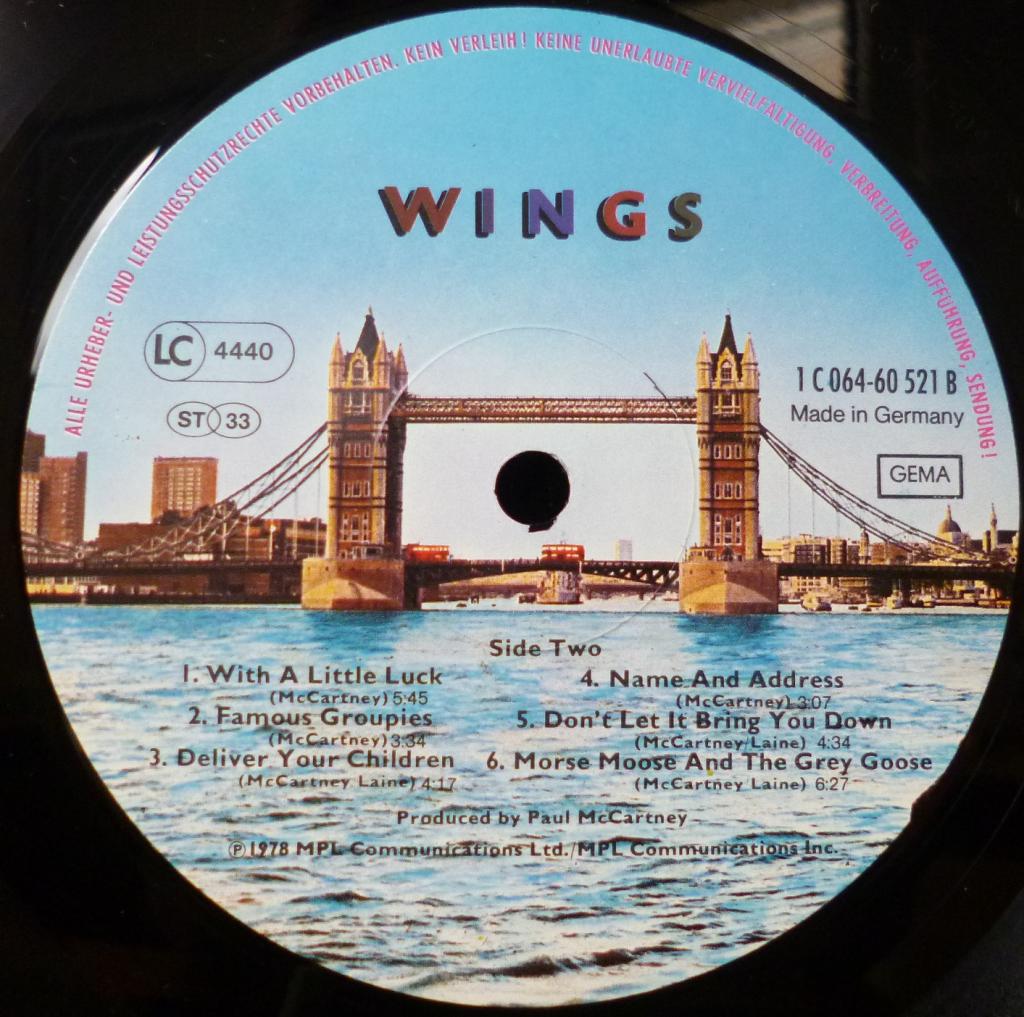 ALLE URHEBER- UND LEISTUNGSSCHUTZRECHTE VORBEHALTEN. KEIN VERLEIH! KEINE UNERLAUBTE VERVIELFÄLTIGUNG, VERBREITUNG, AUFFÜHRUNG, SENDUNG!
WINGS
LC 4440
ST 33
1 C 064-60 521 B
Made in Germany
GEMA
Side Two
1. With A Little Luck
(McCartney) 5:45
2. Famous Groupies
(McCartney) 3:34
3. Deliver Your Children
(McCartney Laine) 4:17
4. Name And Address
(McCartney) 3:07
5. Don't Let It Bring You Down
(McCartney/Laine) 4:34
6. Morse Moose And The Grey Goose
(McCartney Laine) 6:27
Produced by Paul McCartney
℗ 1978 MPL Communications Ltd./MPL Communications Inc.